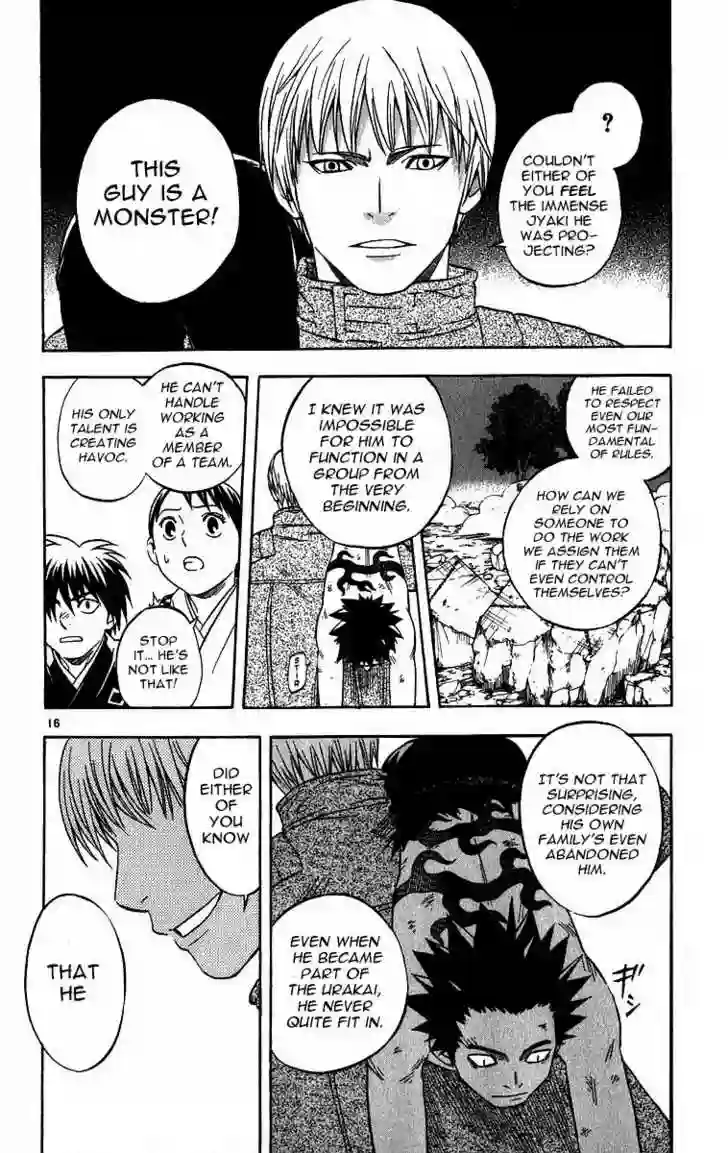 ?
COULDN'T
EITHER OF
YOU FEEL
THE IMMENSE
JYAKI HE
WAS PRO-
JECTING?
THIS
GUY IS A
MONSTER!
HE FAILED
TO RESPECT
EVEN OUR
MOST FUN-
DAMENTAL
OF RULES.
HOW CAN WE
RELY ON
SOMEONE TO
DO THE WORK
WE ASSIGN THEM
IF THEY CAN'T
EVEN CONTROL
THEMSELVES?
I KNEW IT WAS
IMPOSSIBLE
FOR HIM TO
FUNCTION IN A
GROUP FROM
THE VERY
BEGINNING.
STIR
HE CAN'T
HANDLE
WORKING
AS A
MEMBER
OF A TEAM.
HIS ONLY
TALENT IS
CREATING
HAVOC.
STOP
IT... HE'S
NOT LIKE
THAT!
16
IT'S NOT THAT
SURPRISING,
CONSIDERING
HIS OWN
FAMILY'S EVEN
ABANDONED
HIM.
EVEN WHEN
HE BECAME
PART OF
THE URAKAI,
HE NEVER
QUITE FIT IN.
ギシッ
DID
EITHER
OF YOU
KNOW
THAT
HE